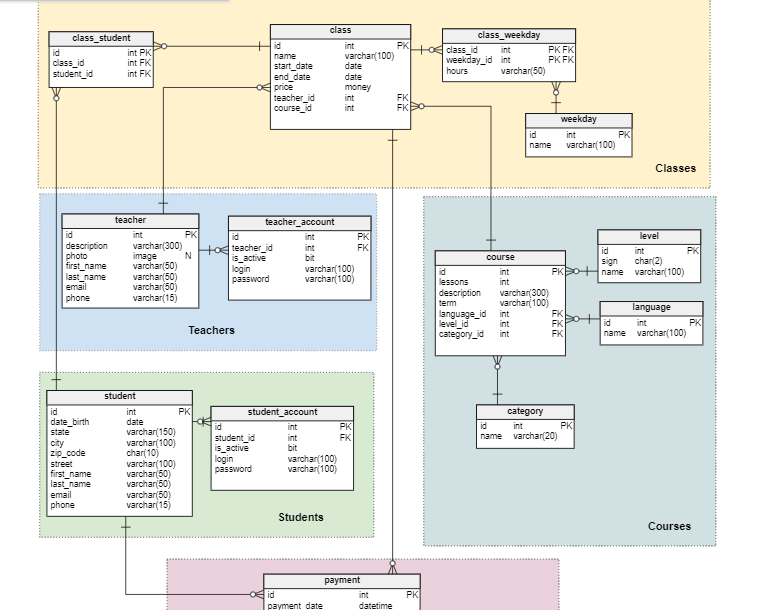 class_student
id int PK
class_id int FK
student_id int FK
class
id int PK
name varchar(100)
start_date date
end_date date
price money
teacher_id int FK
course_id int FK
class_weekday
class_id int PK FK
weekday_id int PK FK
hours varchar(50)
weekday
id int PK
name varchar(100)
Classes
teacher
id int PK
description varchar(300)
photo image N
first_name varchar(50)
last_name varchar(50)
email varchar(50)
phone varchar(15)
teacher_account
id int PK
teacher_id int FK
is_active bit
login varchar(100)
password varchar(100)
Teachers
course
id int PK
lessons int
description varchar(300)
term varchar(100)
language_id int FK
level_id int FK
category_id int FK
level
id int PK
sign char(2)
name varchar(100)
language
id int PK
name varchar(100)
category
id int PK
name varchar(20)
Courses
student
id int PK
date_birth date
state varchar(150)
city varchar(100)
zip_code char(10)
street varchar(100)
first_name varchar(50)
last_name varchar(50)
email varchar(50)
phone varchar(15)
student_account
id int PK
student_id int FK
is_active bit
login varchar(100)
password varchar(100)
Students
payment
id int PK
payment_date datetime